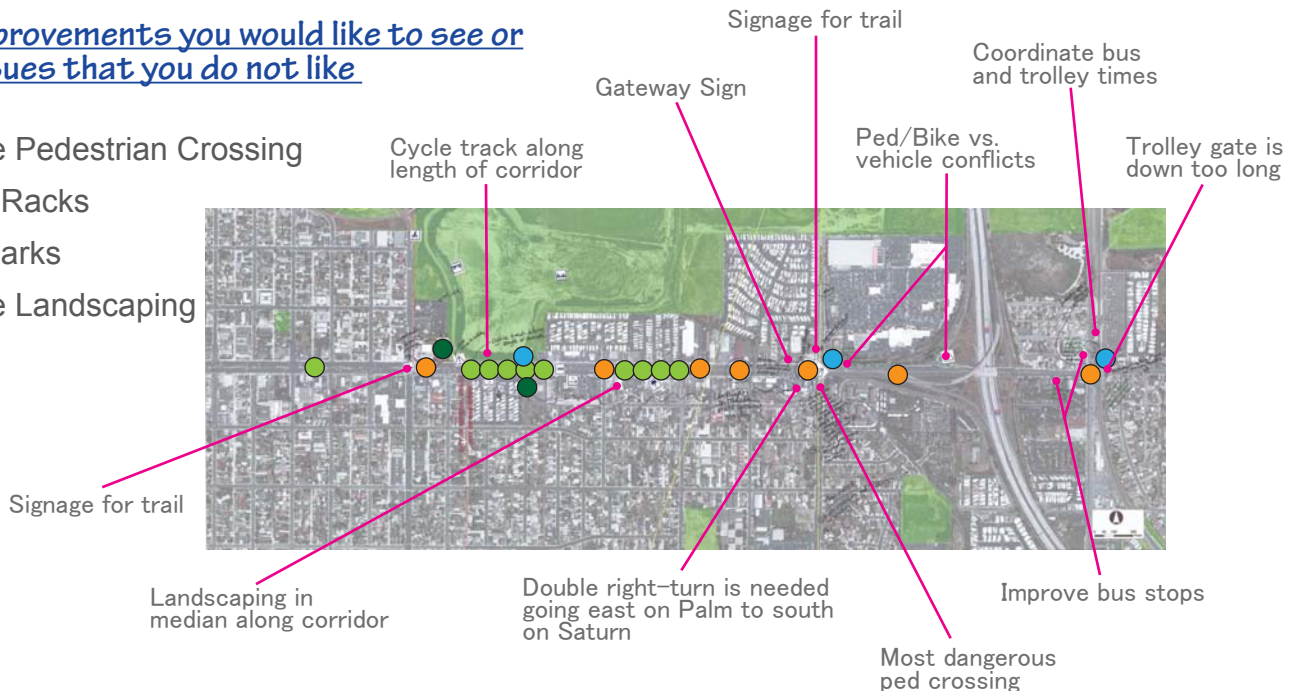 provements you would like to see or
sues that you do not like
e Pedestrian Crossing
Racks
arks
e Landscaping
Signage for trail
Gateway Sign
Coordinate bus
and trolley times
Cycle track along
length of corridor
Ped/Bike vs.
vehicle conflicts
Trolley gate is
down too long
Signage for trail
Landscaping in
median along corridor
Double right-turn is needed
going east on Palm to south
on Saturn
Improve bus stops
Most dangerous
ped crossing